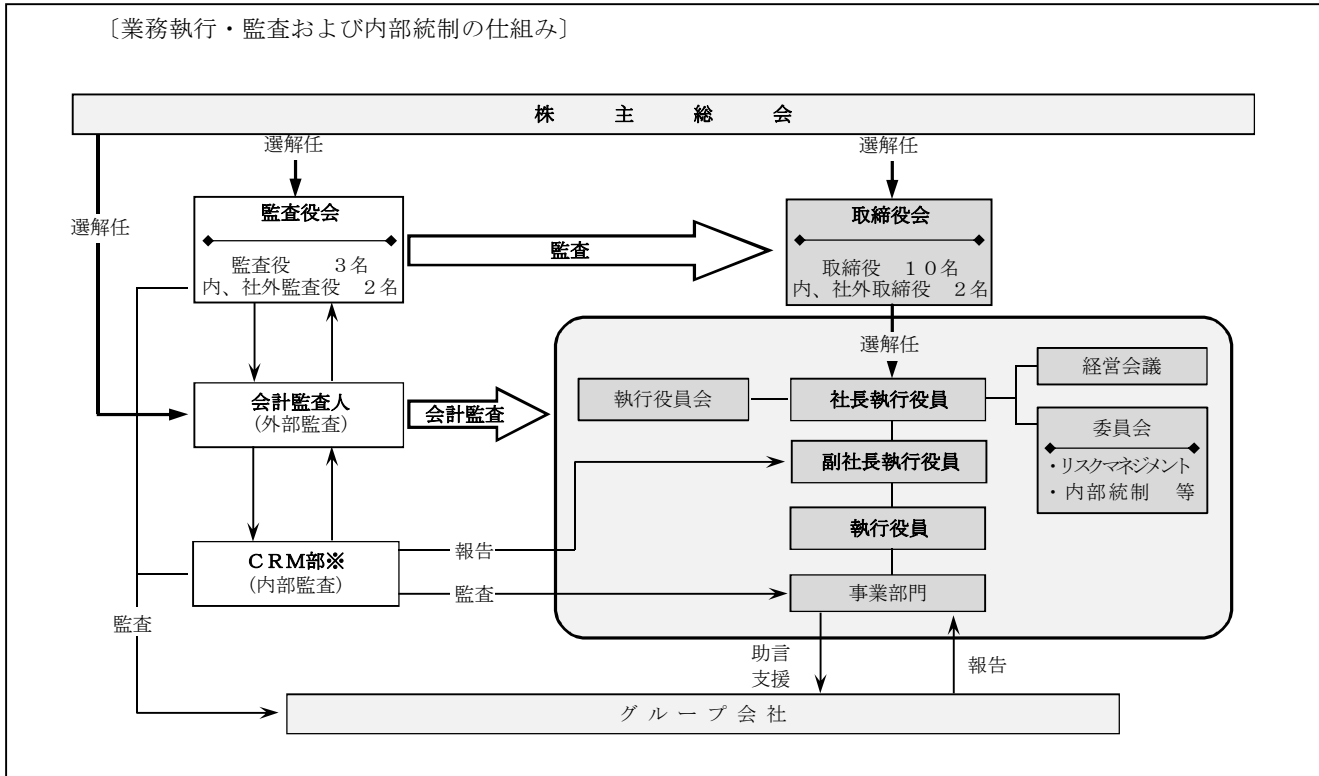 〔業務執行・監査および内部統制の仕組み〕
株　主　総　会
選解任
選解任
選解任
監査役会
監査役　　３名
内、社外監査役　２名
監査
取締役会
取締役　１０名
内、社外取締役　２名
選解任
会計監査人
(外部監査)
会計監査
執行役員会
社長執行役員
経営会議
委員会
・リスクマネジメント
・内部統制　等
副社長執行役員
執行役員
ＣＲＭ部※
(内部監査)
報告
監査
事業部門
監査
助言
支援
報告
グ ル ー プ 会 社